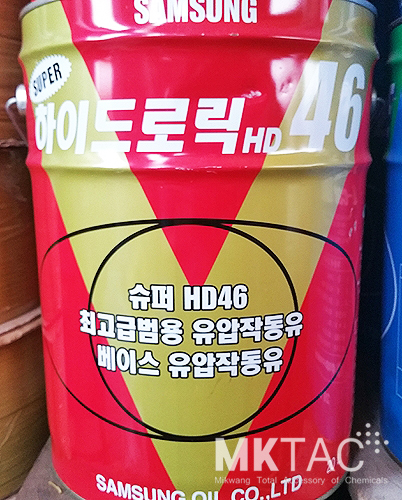 SAMSUNG
SUPER
하이드로릭 HD 46
슈퍼 HD46
최고급범용 유압작동유
베이스 유압작동유
MKTAC
Mikwang Total Accessory of Chemicals
SAMSUNG OIL CO.,LTD